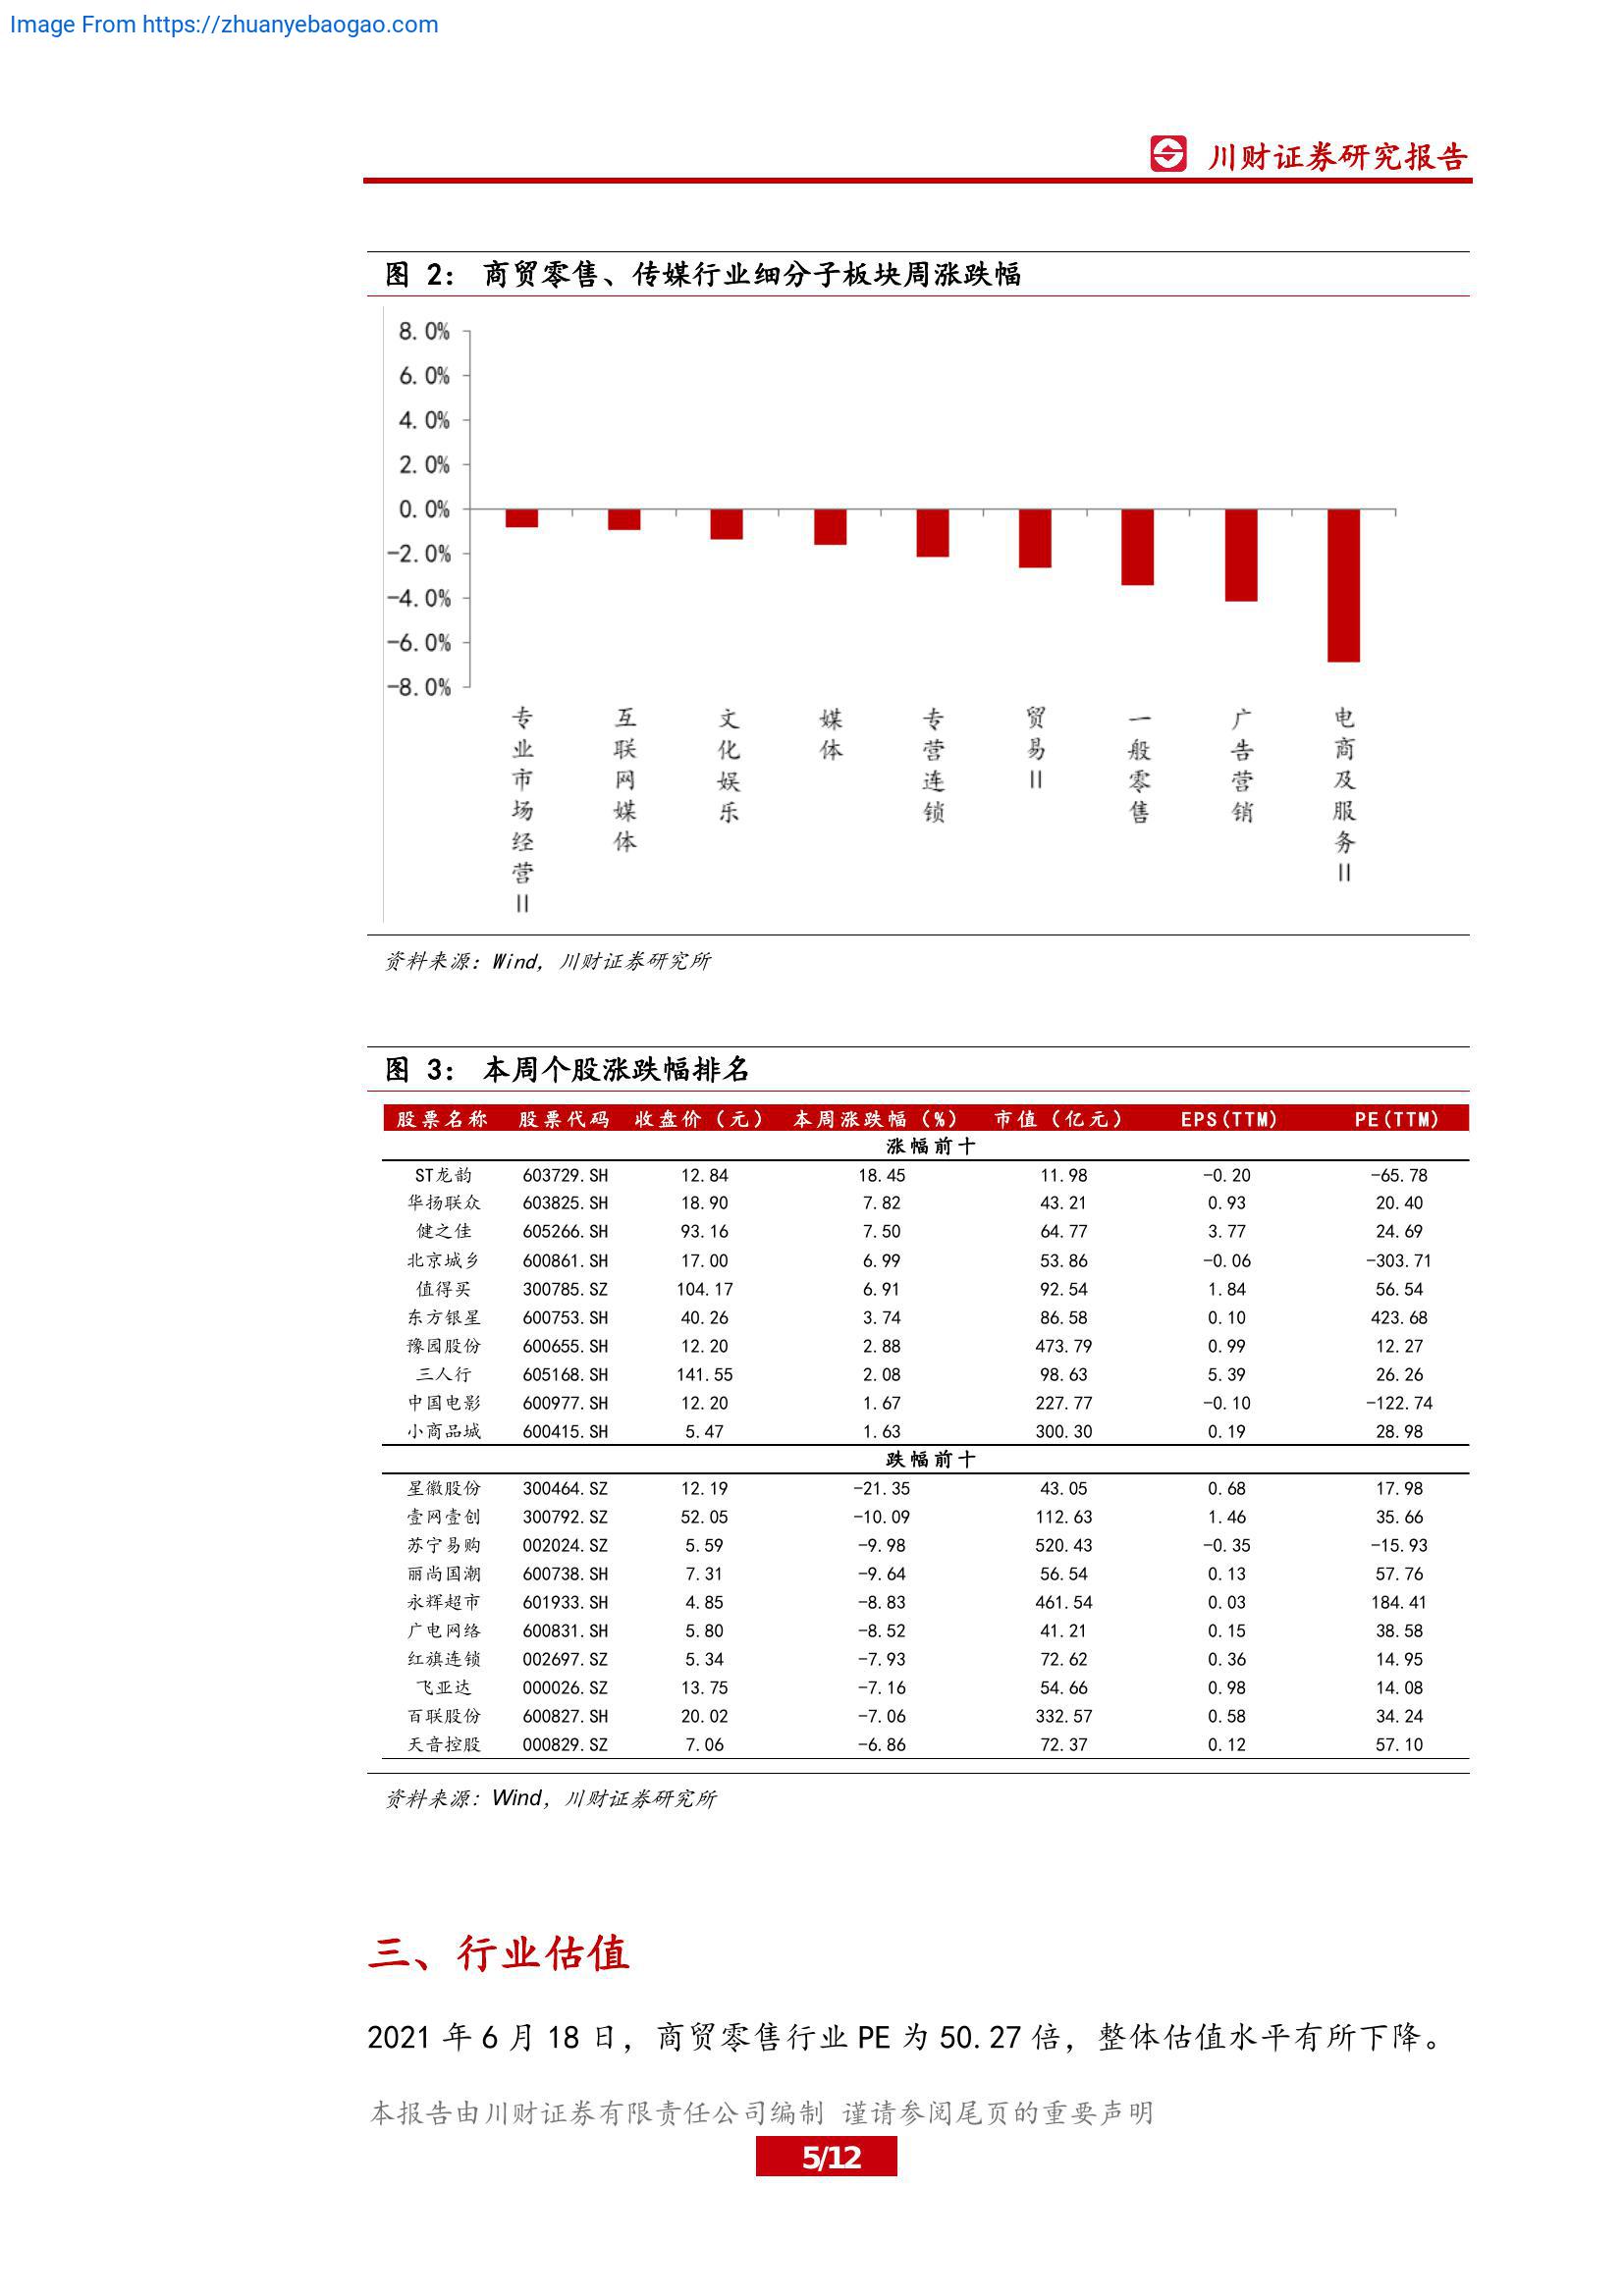 Image From https://zhuanyebaogao.com
川财证券研究报告
图 2： 商贸零售、传媒行业细分子板块周涨跌幅
8.0%
6.0%
4.0%
2.0%
0.0%
-2.0%
-4.0%
-6.0%
-8.0%
专业市场经营Ⅱ
互联网媒体
文化娱乐
媒体
专营连锁
贸易Ⅱ
一般零售
广告营销
电商及服务Ⅱ
资料来源：Wind，川财证券研究所
图 3： 本周个股涨跌幅排名
股票名称 股票代码 收盘价（元） 本周涨跌幅（%） 市值（亿元） EPS(TTM) PE(TTM)
涨幅前十
ST龙韵 603729.SH 12.84 18.45 11.98 -0.20 -65.78
华扬联众 603825.SH 18.90 7.82 43.21 0.93 20.40
健之佳 605266.SH 93.16 7.50 64.77 3.77 24.69
北京城乡 600861.SH 17.00 6.99 53.86 -0.06 -303.71
值得买 300785.SZ 104.17 6.91 92.54 1.84 56.54
东方银星 600753.SH 40.26 3.74 86.58 0.10 423.68
豫园股份 600655.SH 12.20 2.88 473.79 0.99 12.27
三人行 605168.SH 141.55 2.08 98.63 5.39 26.26
中国电影 600977.SH 12.20 1.67 227.77 -0.10 -122.74
小商品城 600415.SH 5.47 1.63 300.30 0.19 28.98
跌幅前十
星徽股份 300464.SZ 12.19 -21.35 43.05 0.68 17.98
壹网壹创 300792.SZ 52.05 -10.09 112.63 1.46 35.66
苏宁易购 002024.SZ 5.59 -9.98 520.43 -0.35 -15.93
丽尚国潮 600738.SH 7.31 -9.64 56.54 0.13 57.76
永辉超市 601933.SH 4.85 -8.83 461.54 0.03 184.41
广电网络 600831.SH 5.80 -8.52 41.21 0.15 38.58
红旗连锁 002697.SZ 5.34 -7.93 72.62 0.36 14.95
飞亚达 000026.SZ 13.75 -7.16 54.66 0.98 14.08
百联股份 600827.SH 20.02 -7.06 332.57 0.58 34.24
天音控股 000829.SZ 7.06 -6.86 72.37 0.12 57.10
资料来源：Wind，川财证券研究所
三、行业估值
2021 年 6 月 18 日，商贸零售行业 PE 为 50.27 倍，整体估值水平有所下降。
本报告由川财证券有限责任公司编制 谨请参阅尾页的重要声明
5/12